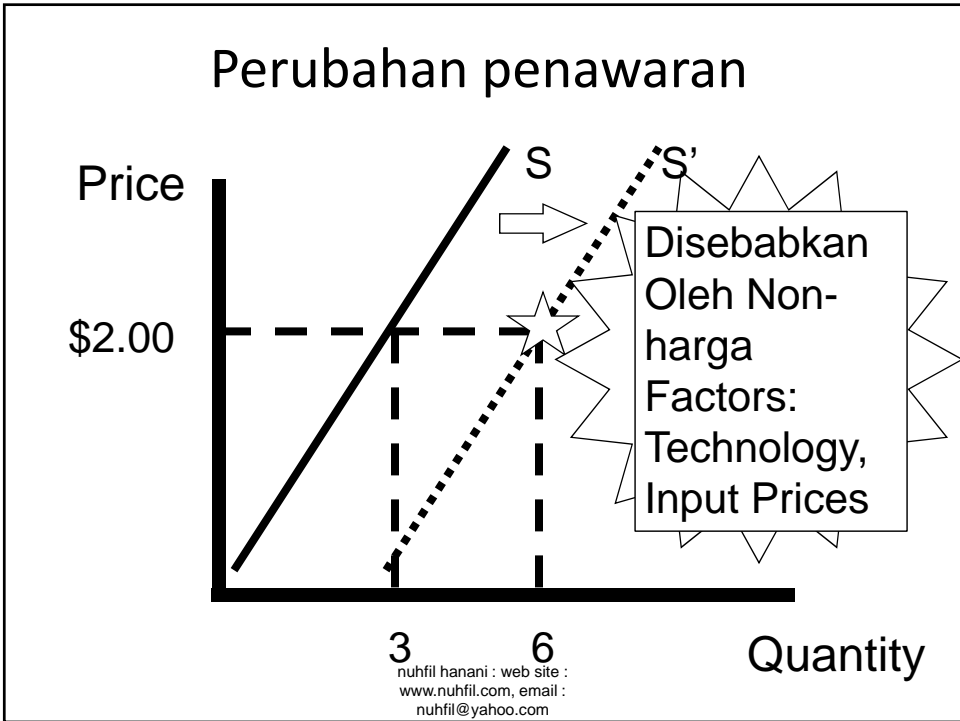 Perubahan penawaran
Price
S
S’
$2.00
Disebabkan
Oleh Non-
harga
Factors:
Technology,
Input Prices
3
6
Quantity
nuhfil hanani : web site :
www.nuhfil.com, email :
nuhfil@yahoo.com